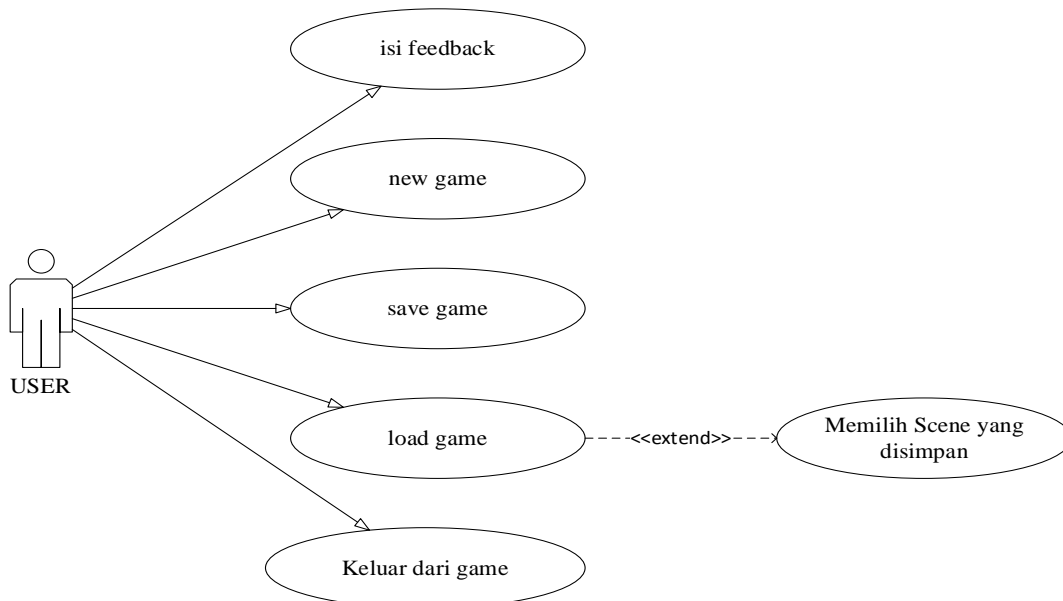 isi feedback
new game
save game
USER
load game
<<extend>>
Memilih Scene yang
disimpan
Keluar dari game